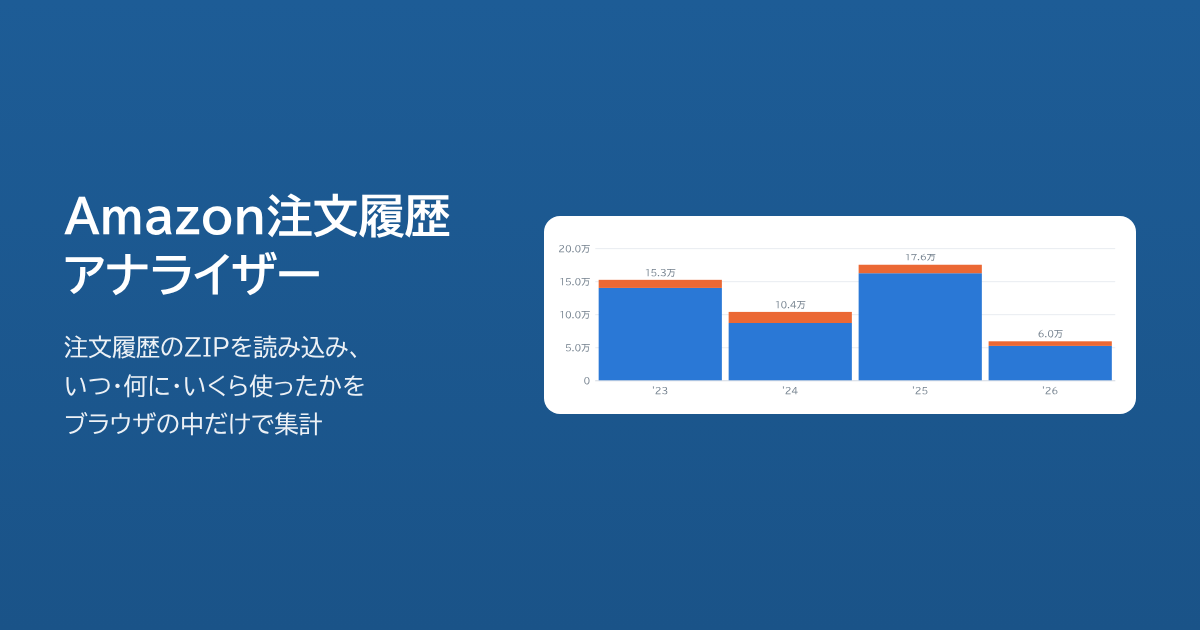 Amazon注文履歴
アナライザー
注文履歴のZIPを読み込み、
いつ・何に・いくら使ったかを
ブラウザの中だけで集計
20.0万
15.0万
10.0万
5.0万
0
15.3万
10.4万
17.6万
6.0万
'23
'24
'25
'26